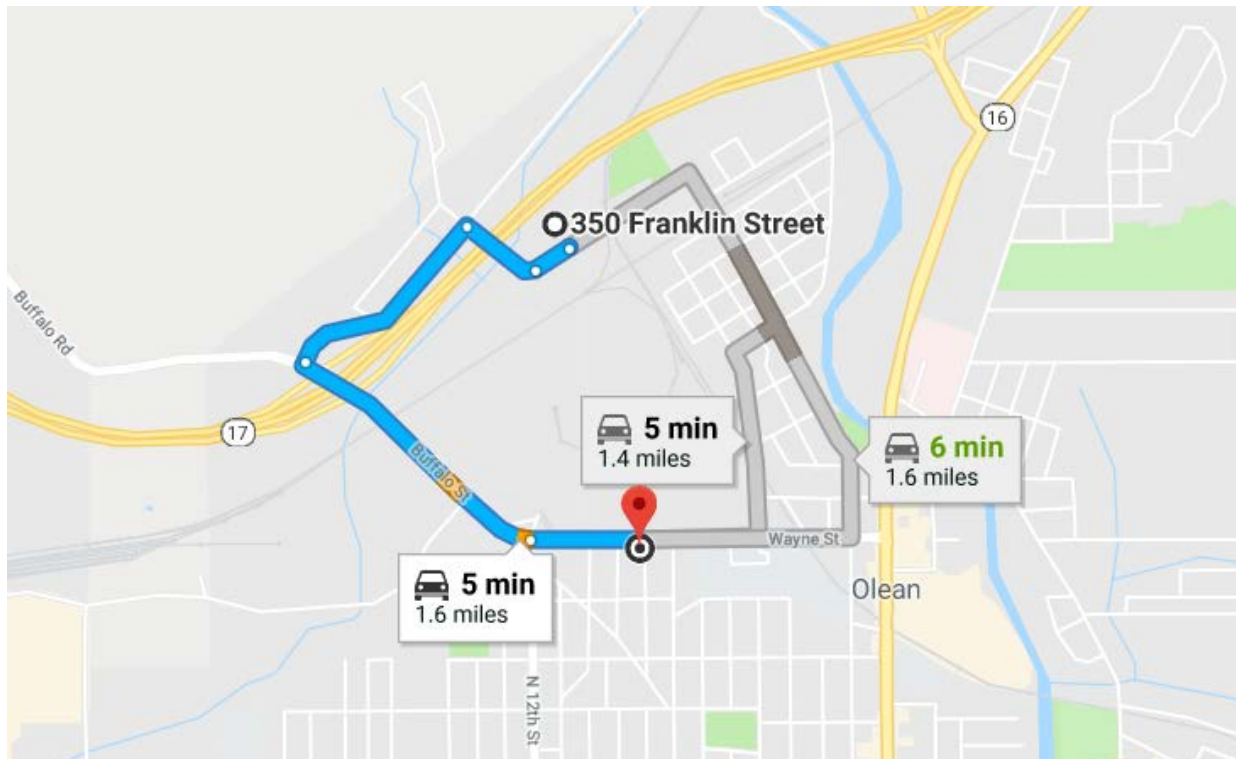 16
350 Franklin Street
Buffalo Rd
17
5 min
1.4 miles
6 min
1.6 miles
Buffalo St
Wayne St
5 min
1.6 miles
Olean
N 12th St